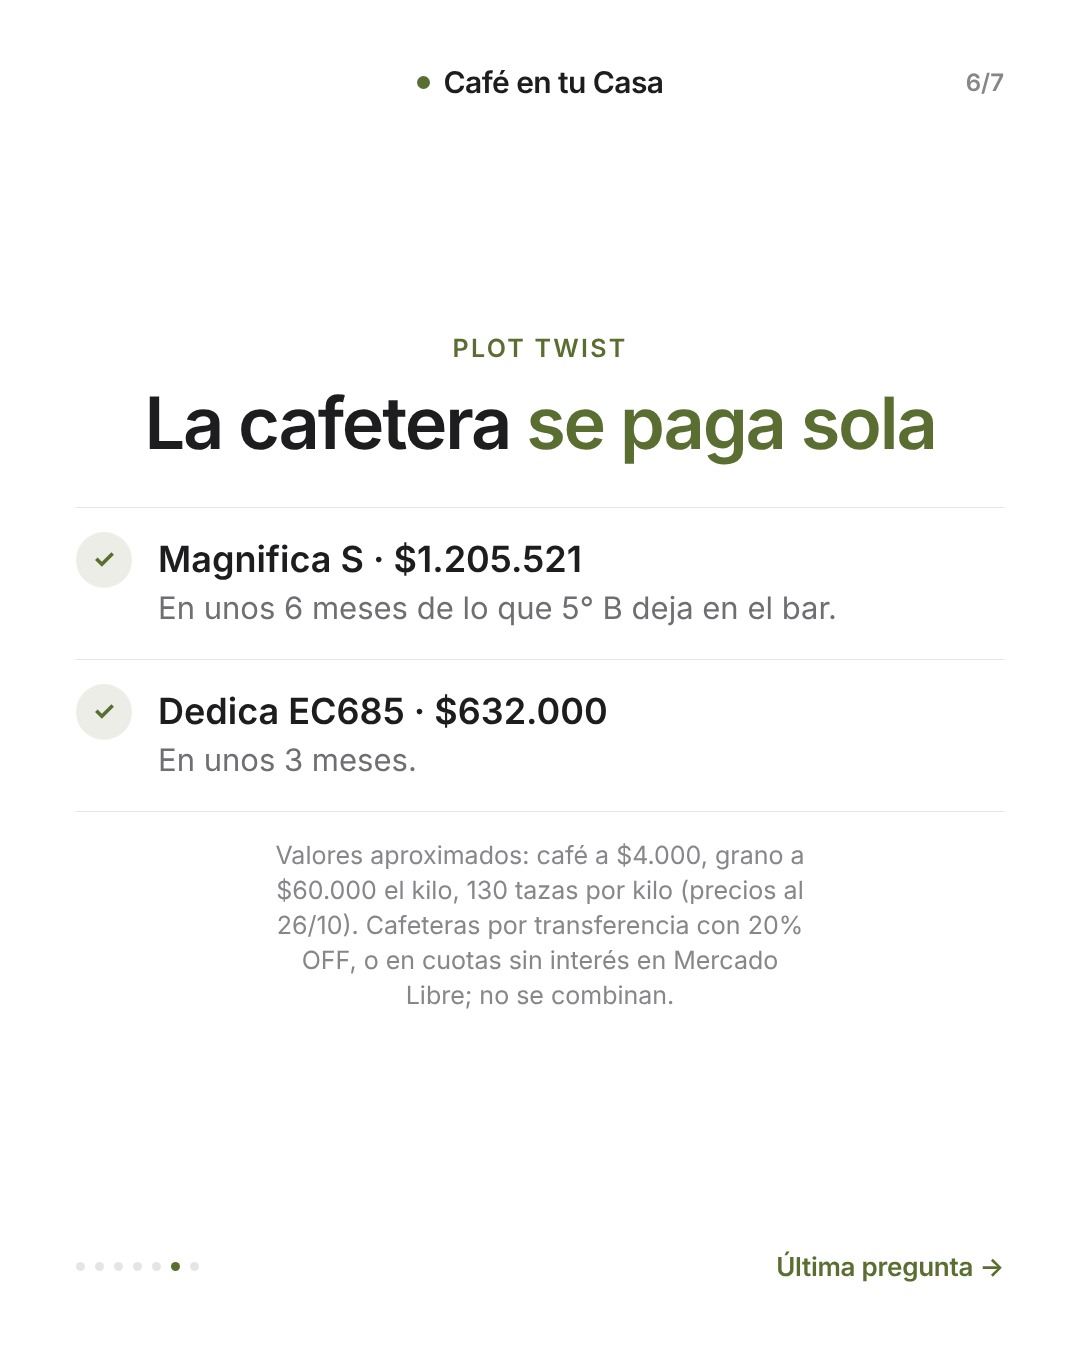 Café en tu Casa
6/7
PLOT TWIST
La cafetera se paga sola
Magnifica S · $1.205.521
En unos 6 meses de lo que 5° B deja en el bar.
Dedica EC685 · $632.000
En unos 3 meses.
Valores aproximados: café a $4.000, grano a
$60.000 el kilo, 130 tazas por kilo (precios al
26/10). Cafeteras por transferencia con 20%
OFF, o en cuotas sin interés en Mercado
Libre; no se combinan.
Última pregunta →